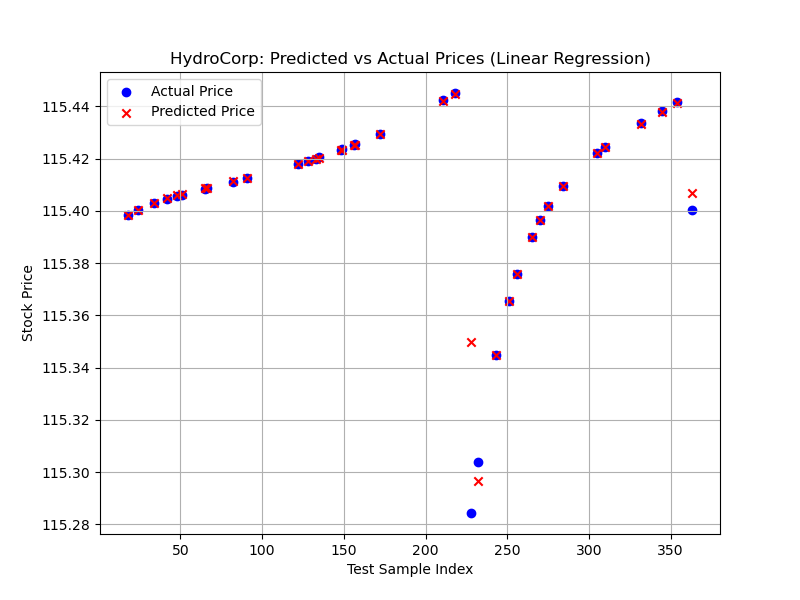 HydroCorp: Predicted vs Actual Prices (Linear Regression)
Actual Price
Predicted Price
115.44
115.42
115.40
115.38
115.36
115.34
115.32
115.30
115.28
Stock Price
50 100 150 200 250 300 350
Test Sample Index